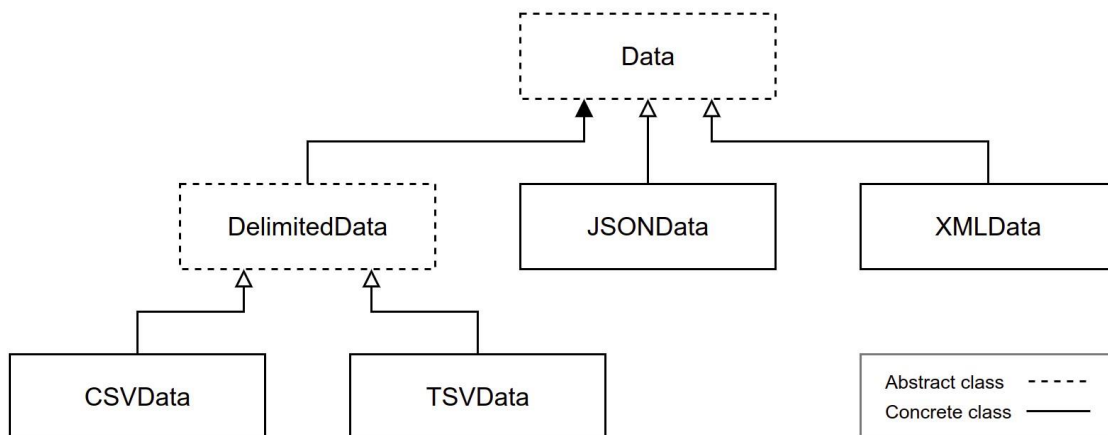 Data
DelimitedData
JSONData
XMLData
CSVData
TSVData
Abstract class
Concrete class